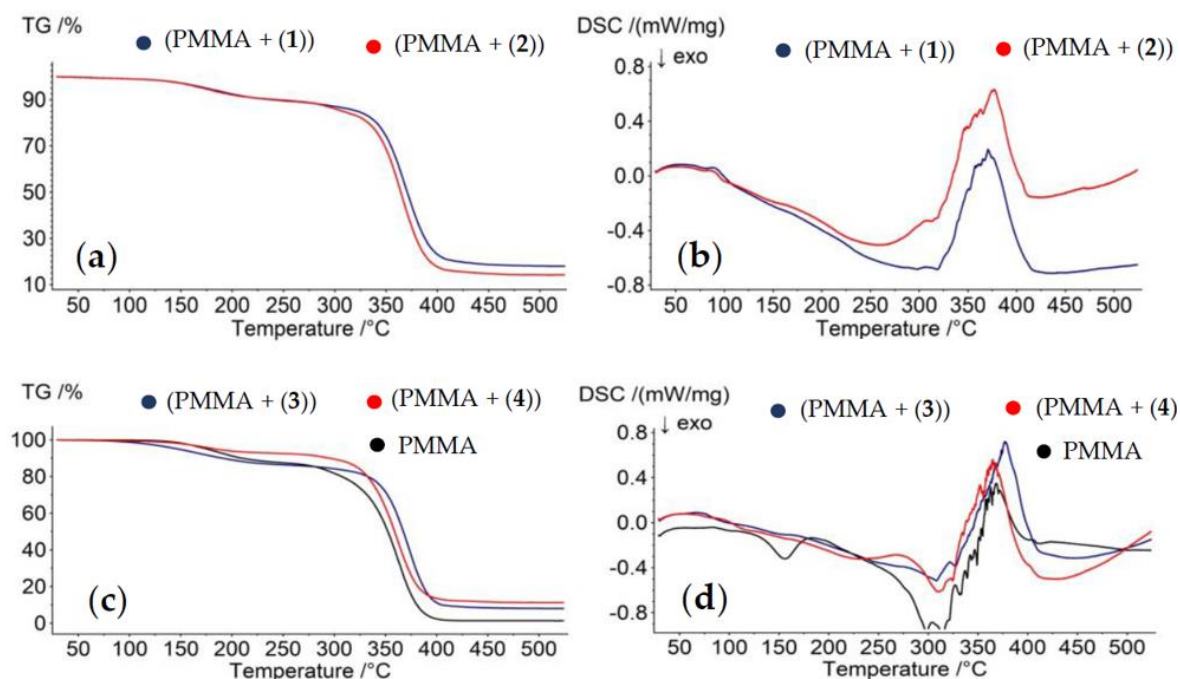 TG /%
(PMMA + (1)) (PMMA + (2))
90
70
50
30
10
(a)
50 100 150 200 250 300 350 400 450 500
Temperature /°C
DSC /(mW/mg)
↓ exo
(PMMA + (1)) (PMMA + (2))
0.8
0.4
0.0
-0.4
-0.8
(b)
50 100 150 200 250 300 350 400 450 500
Temperature /°C
TG /%
(PMMA + (3)) (PMMA + (4))
PMMA
100
80
60
40
20
0
(c)
50 100 150 200 250 300 350 400 450 500
Temperature /°C
DSC /(mW/mg)
↓ exo
(PMMA + (3)) (PMMA + (4)
PMMA
0.8
0.4
0.0
-0.4
-0.8
(d)
50 100 150 200 250 300 350 400 450 500
Temperature /°C